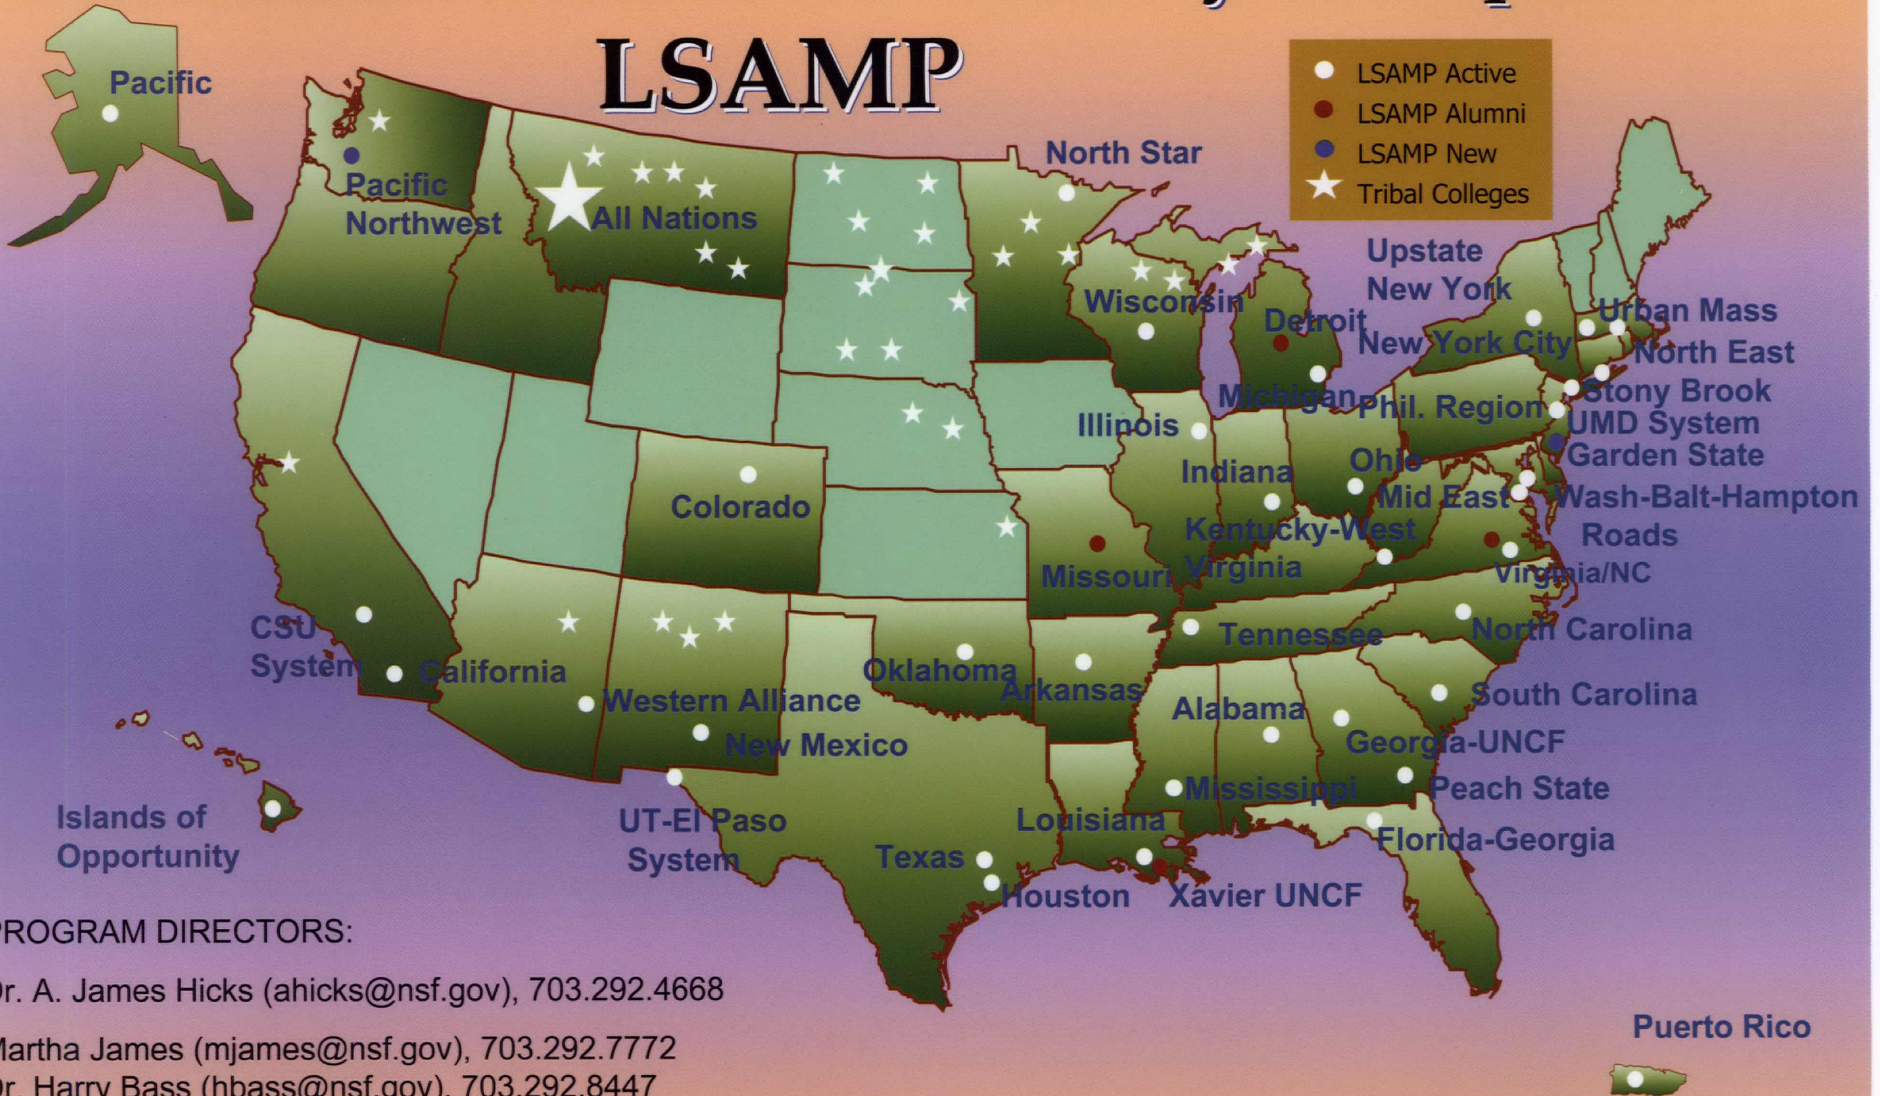 LSAMP
LSAMP Active
LSAMP Alumni
LSAMP New
Tribal Colleges
Pacific
North Star
Pacific
Northwest
All Nations
Upstate
New York
Wisconsin
Detroit
New York City
Urban Mass
North East
Michigan
Phil. Region
Stony Brook
UMD System
Garden State
Illinois
Indiana
Ohio
Mid East
Wash-Balt-Hampton
Roads
Colorado
Kentucky-West
Virginia
Missouri
Virginia/NC
CSU
System
California
Tennessee
North Carolina
Oklahoma
Arkansas
Western Alliance
New Mexico
Alabama
South Carolina
Georgia-UNCF
Mississippi
Peach State
Islands of
Opportunity
UT-El Paso
System
Louisiana
Florida-Georgia
Texas
Houston
Xavier UNCF
PROGRAM DIRECTORS:
Dr. A. James Hicks (ahicks@nsf.gov), 703.292.4668
Martha James (mjames@nsf.gov), 703.292.7772
Dr. Harry Bass (hbass@nsf.gov), 703.292.8447
Puerto Rico